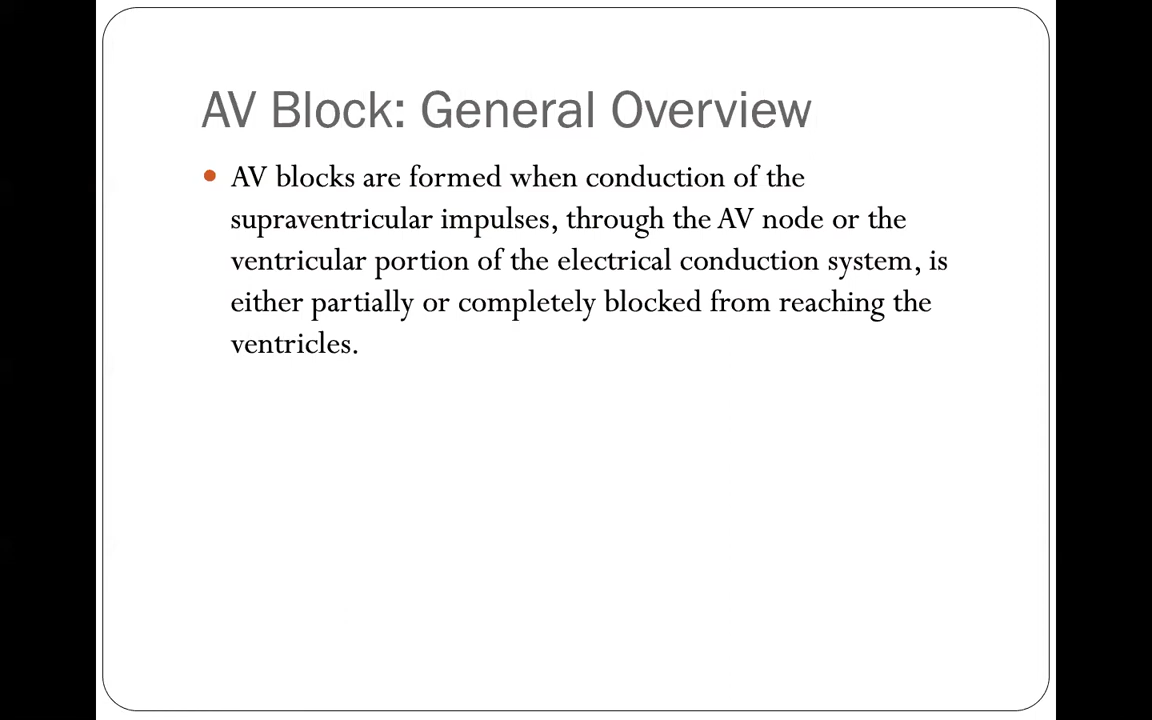 AV Block: General Overview
• AV blocks are formed when conduction of the
supraventricular impulses, through the AV node or the
ventricular portion of the electrical conduction system, is
either partially or completely blocked from reaching the
ventricles.